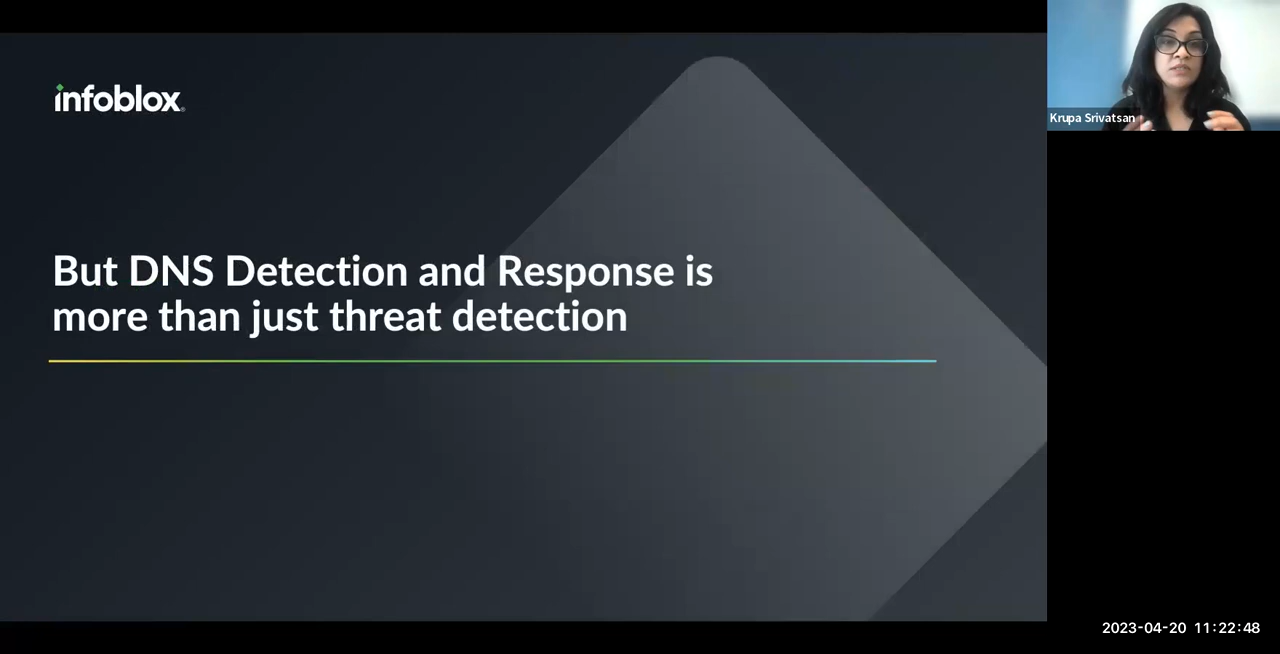 infoblox
But DNS Detection and Response is
more than just threat detection
Krupa Srivatsan
2023-04-20 11:22:48